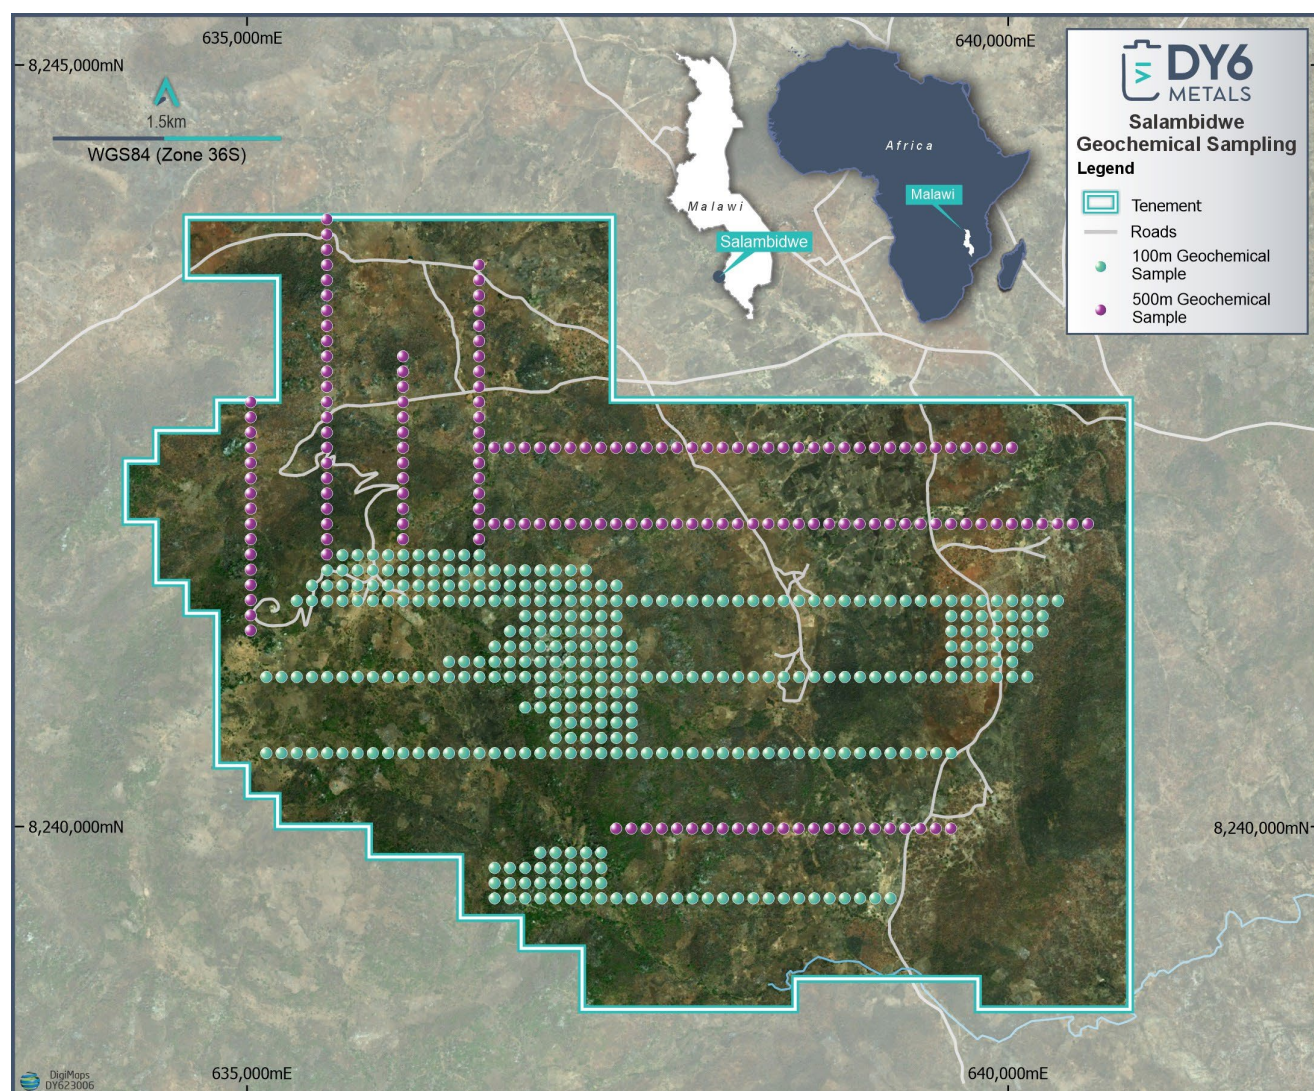 635,000mE
640,000mE
8,245,000mN
1.5km
WGS84 (Zone 36S)
Malawi
Salambidwe
Africa
Malawi
DY6
METALS
Salambidwe
Geochemical Sampling
Legend
Tenement
Roads
100m Geochemical
Sample
500m Geochemical
Sample
8,240,000mN
8,240,000mN
635,000mE
640,000mE
DigiMaps
DY623006